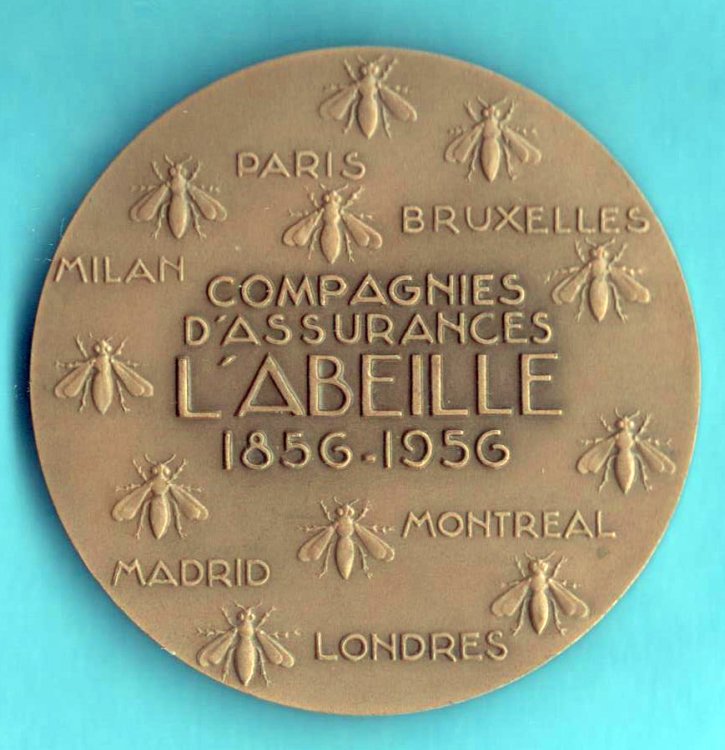 PARIS
BRUXELLES
MILAN
COMPAGNIES
D'ASSURANCES
L'ABEILLE
1856-1956
MONTREAL
MADRID
LONDRES